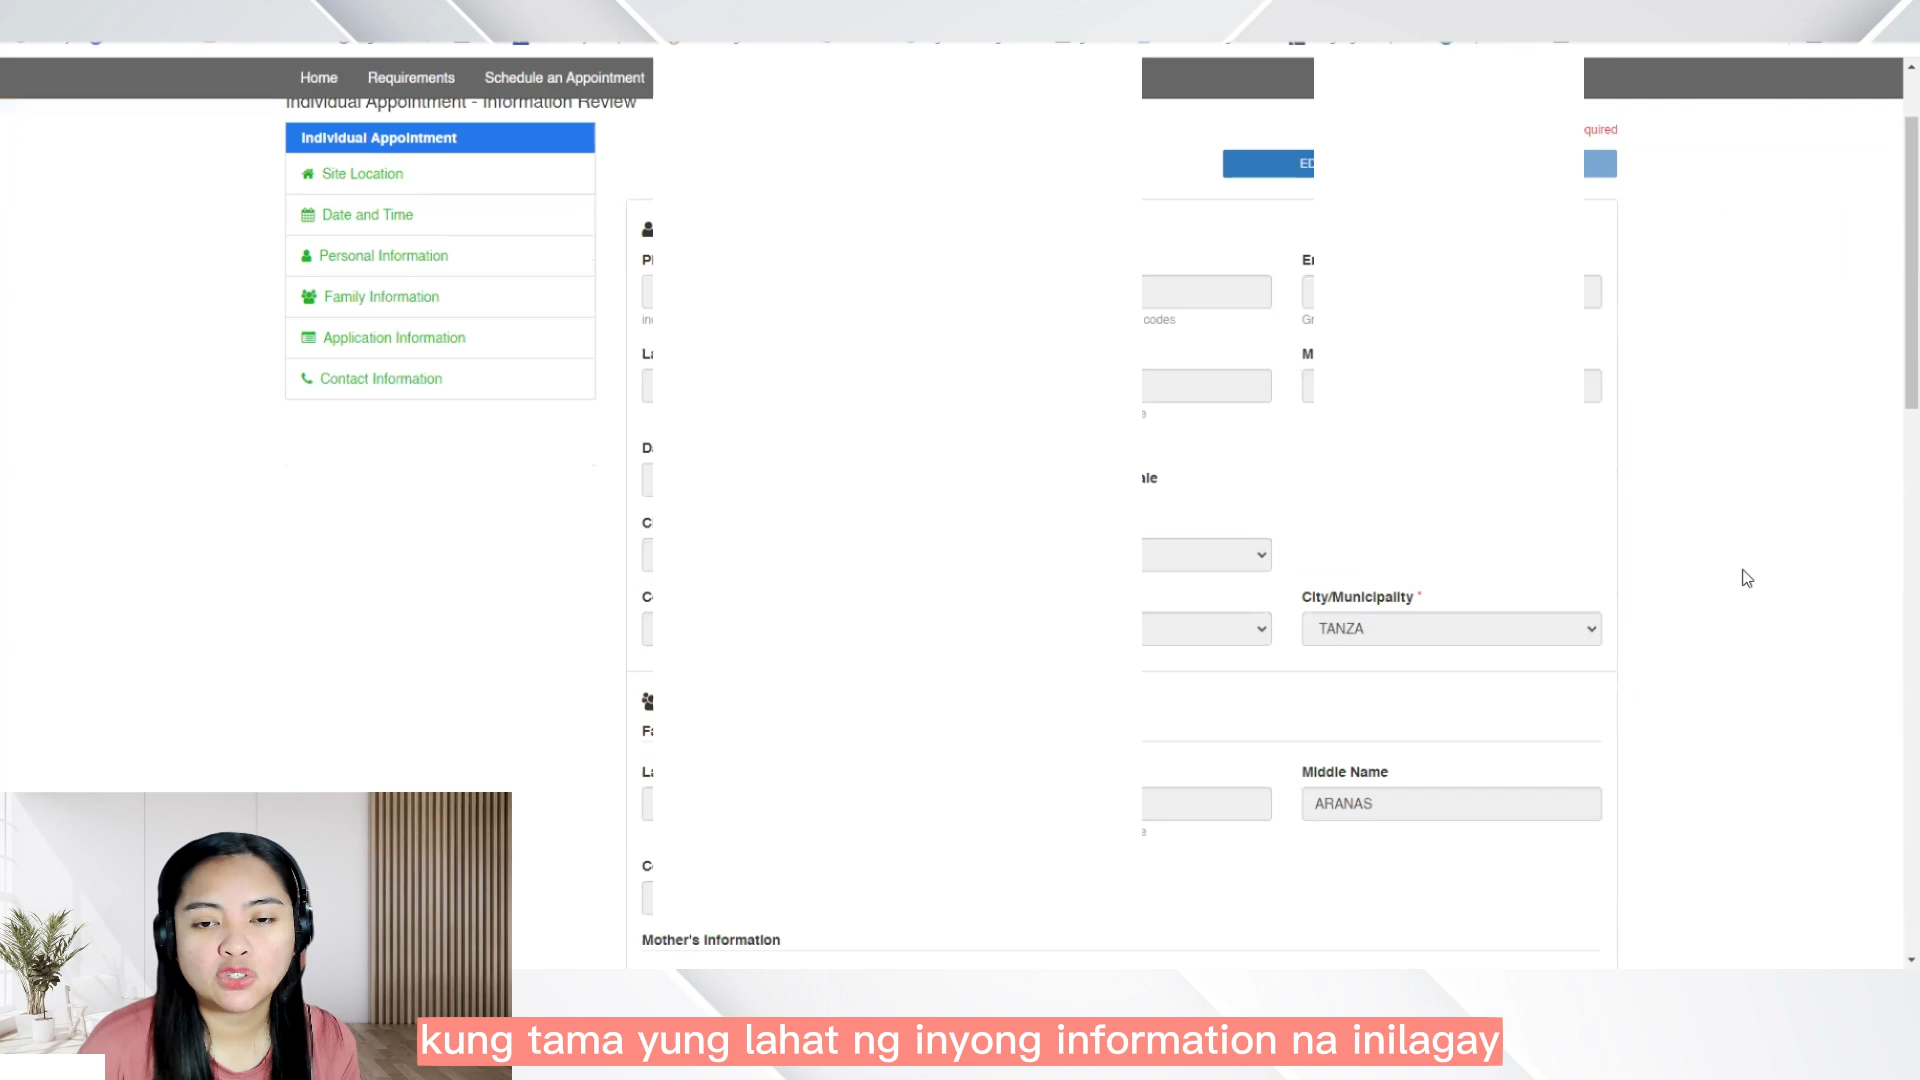 Home Requirements Schedule an Appointment
Individual Appointment - Information Review
Individual Appointment
Site Location
Date and Time
Personal Information
Family Information
Application Information
Contact Information
codes
City/Municipality *
TANZA
Middle Name
ARANAS
Mother's Information
kung tama yung lahat ng inyong information na inilagay